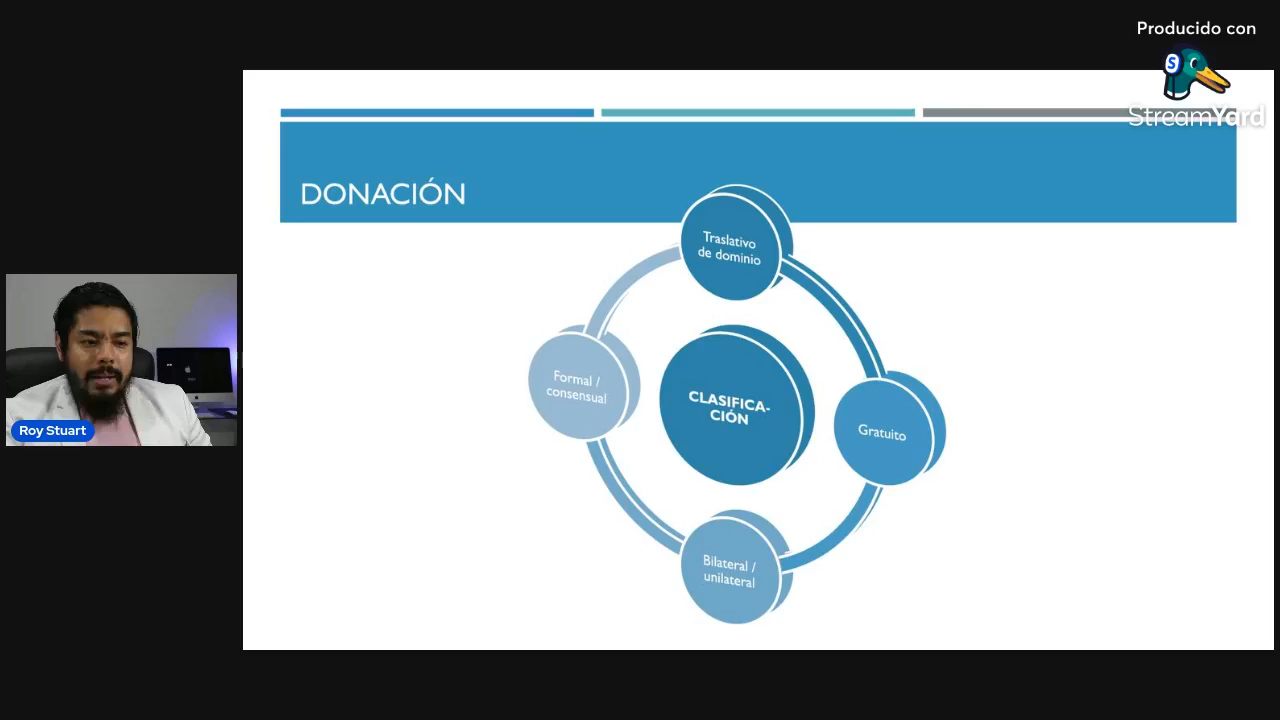 Producido con
StreamYard
DONACIÓN
Traslativo
de dominio
Formal /
consensual
CLASIFICA-
CIÓN
Gratuito
Bilateral /
unilateral
Roy Stuart